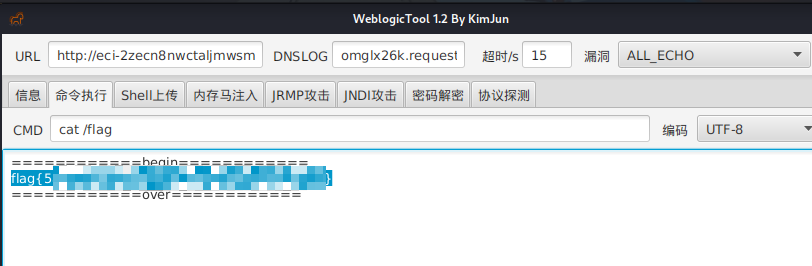 WeblogicTool 1.2 By KimJun
URL http://eci-2zecn8nwctaljmwsm DNSLOG omglx26k.request 超时/s 15 漏洞 ALL_ECHO
信息 命令执行 Shell上传 内存马注入 JRMP攻击 JNDI攻击 密码解密 协议探测
CMD cat /flag 编码 UTF-8
============begin============
flag{5 }
============over============